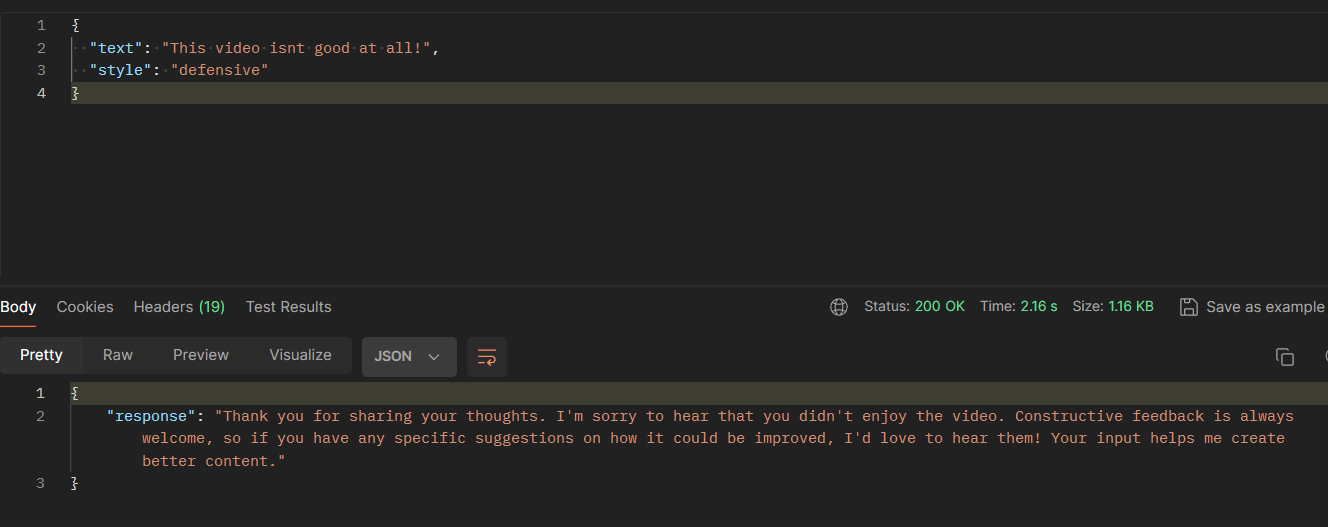 1 {
2 "text": "This video isnt good at all!",
3 "style": "defensive"
4 }
Body Cookies Headers (19) Test Results Status: 200 OK Time: 2.16 s Size: 1.16 KB Save as example
Pretty Raw Preview Visualize JSON
1 {
2 "response": "Thank you for sharing your thoughts. I'm sorry to hear that you didn't enjoy the video. Constructive feedback is always
welcome, so if you have any specific suggestions on how it could be improved, I'd love to hear them! Your input helps me create
better content."
3 }